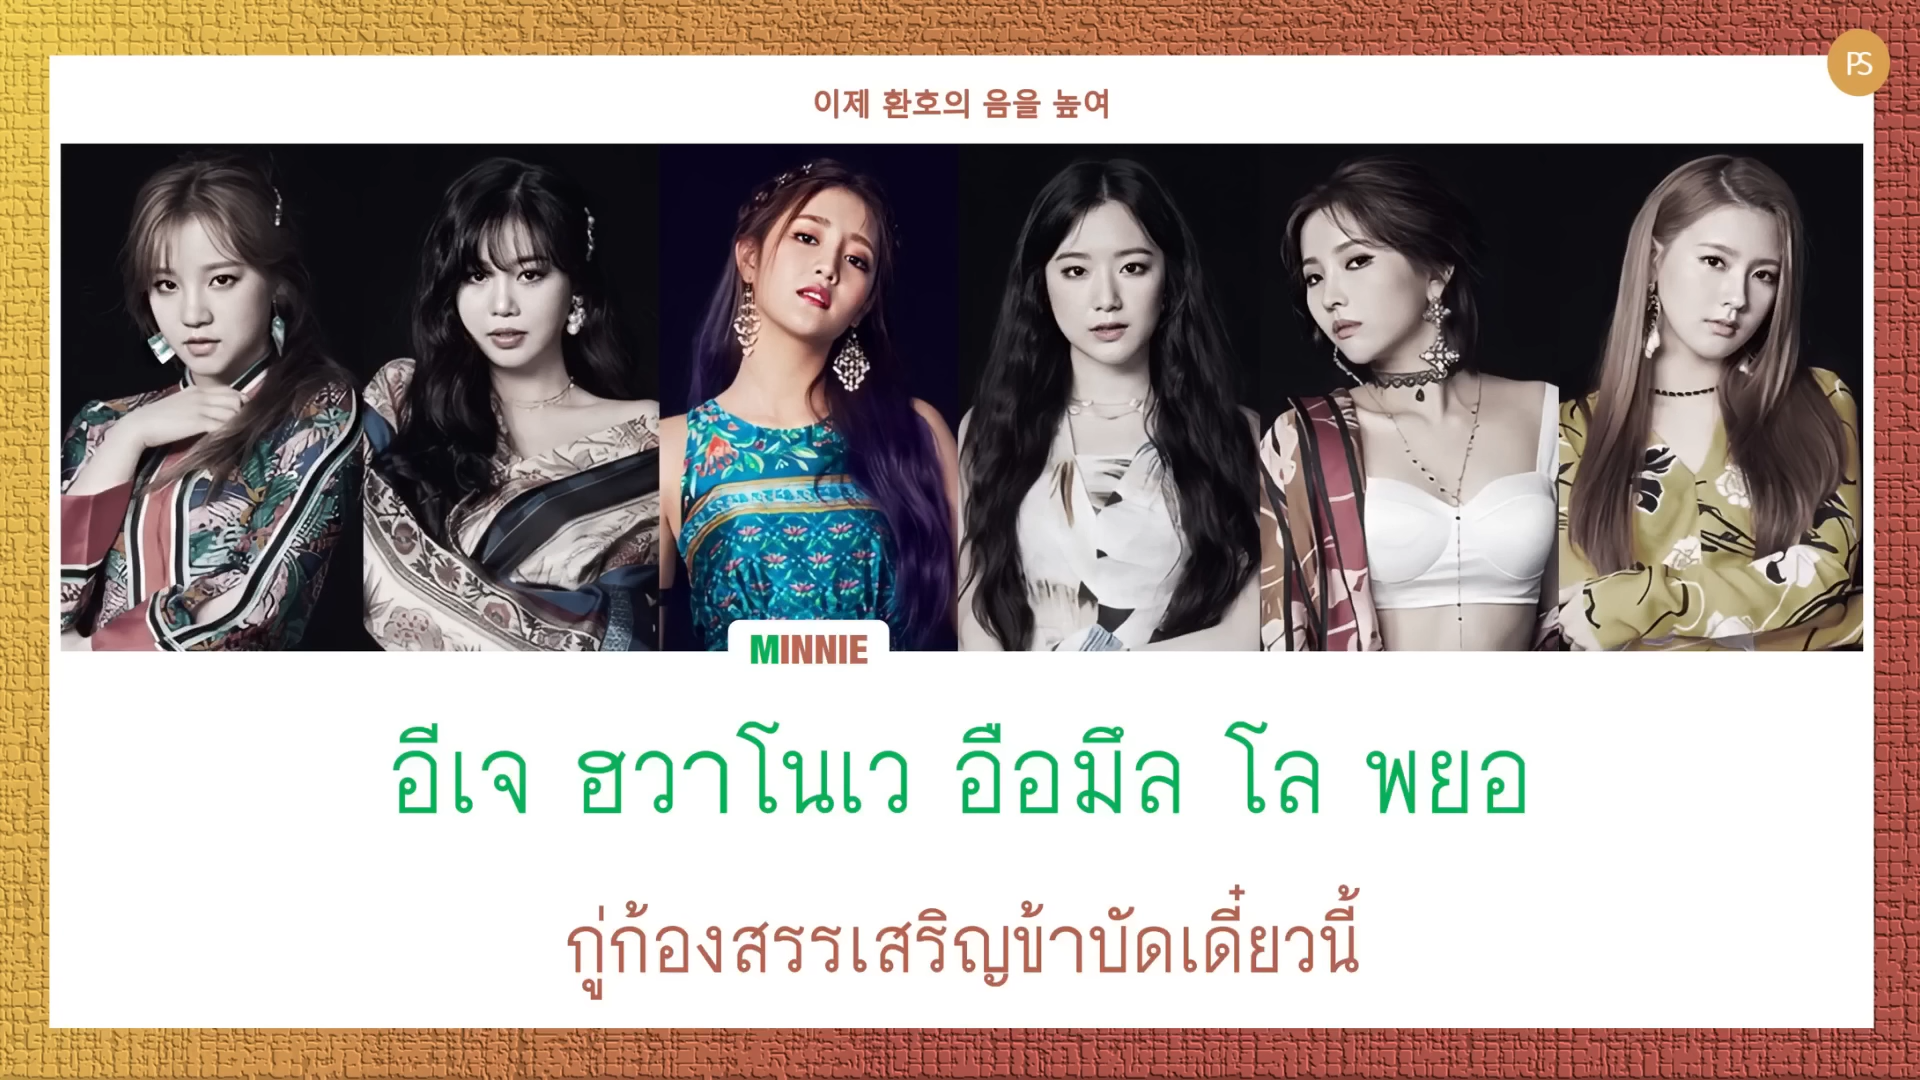 PS
이제 환호의 음을 높여
MINNIE
อีเจ ฮวาโนเว อือมึล โล พยอ
กู่ก้องสรรเสริญข้าบัดเดี๋ยวนี้